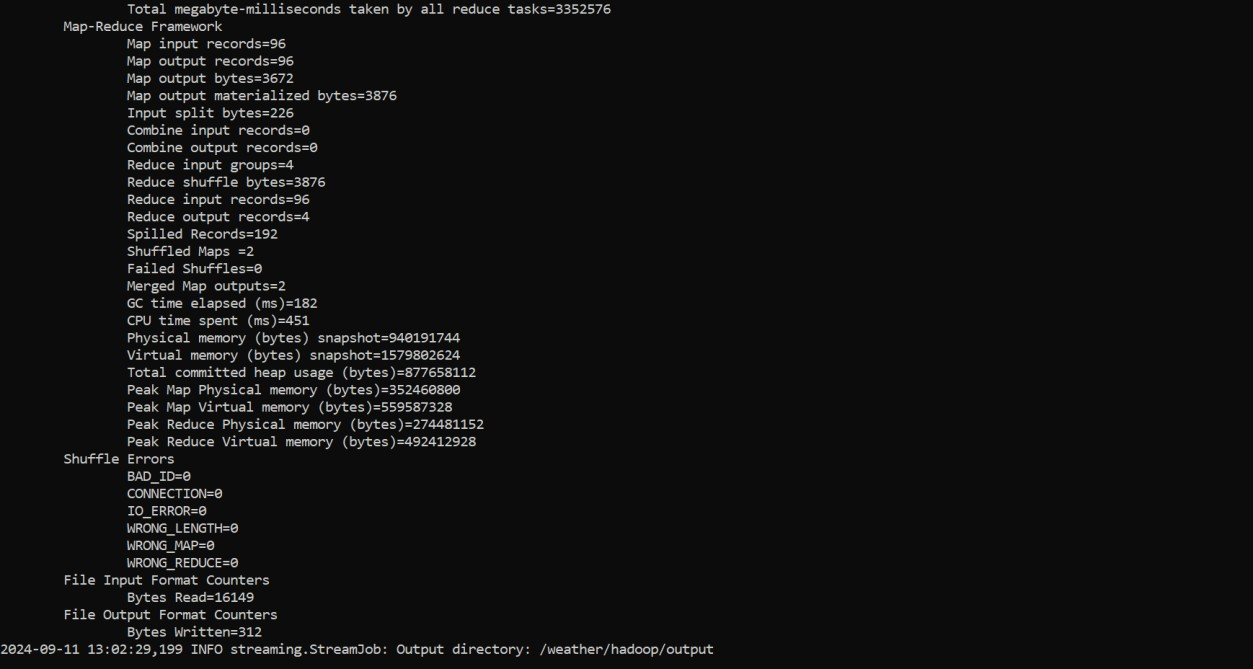 Total megabyte-milliseconds taken by all reduce tasks=3352576
Map-Reduce Framework
Map input records=96
Map output records=96
Map output bytes=3672
Map output materialized bytes=3876
Input split bytes=226
Combine input records=0
Combine output records=0
Reduce input groups=4
Reduce shuffle bytes=3876
Reduce input records=96
Reduce output records=4
Spilled Records=192
Shuffled Maps =2
Failed Shuffles=0
Merged Map outputs=2
GC time elapsed (ms)=182
CPU time spent (ms)=451
Physical memory (bytes) snapshot=940191744
Virtual memory (bytes) snapshot=1579802624
Total committed heap usage (bytes)=877658112
Peak Map Physical memory (bytes)=352460800
Peak Map Virtual memory (bytes)=559587328
Peak Reduce Physical memory (bytes)=274481152
Peak Reduce Virtual memory (bytes)=492412928
Shuffle Errors
BAD_ID=0
CONNECTION=0
IO_ERROR=0
WRONG_LENGTH=0
WRONG_MAP=0
WRONG_REDUCE=0
File Input Format Counters
Bytes Read=16149
File Output Format Counters
Bytes Written=312
2024-09-11 13:02:29,199 INFO streaming.StreamJob: Output directory: /weather/hadoop/output